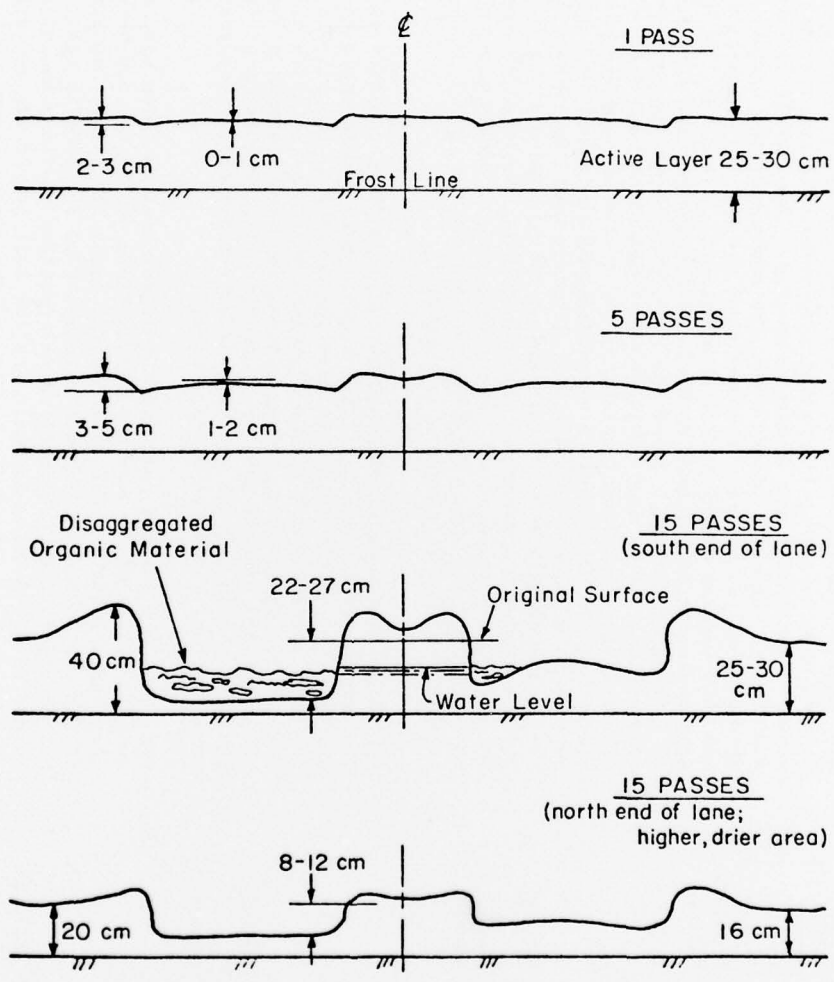 ℄
1 PASS
2-3 cm
0-1 cm
Active Layer 25-30 cm
Frost Line
5 PASSES
3-5 cm
1-2 cm
Disaggregated
Organic Material
15 PASSES
(south end of lane)
22-27 cm
Original Surface
40 cm
25-30
cm
Water Level
15 PASSES
(north end of lane;
higher, drier area)
8-12 cm
20 cm
16 cm